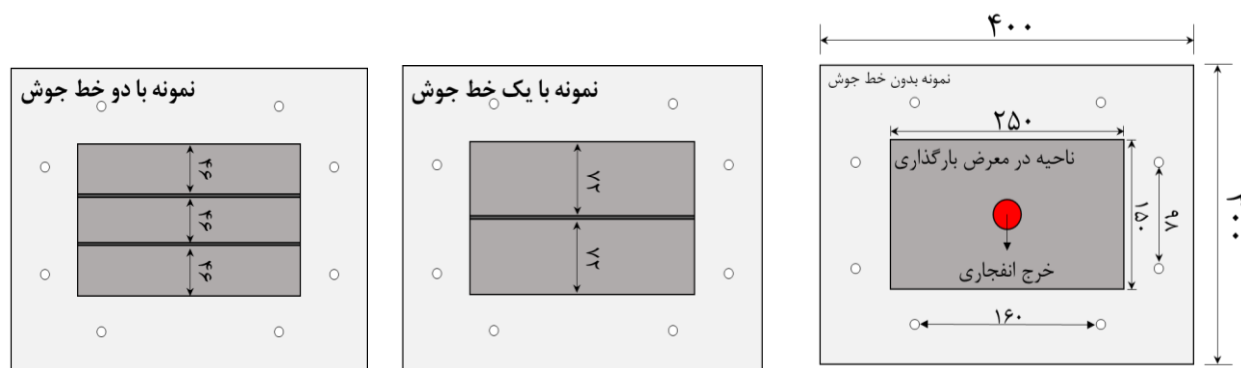 ۴۰۰
نمونه بدون خط جوش
۲۵۰
ناحیه در معرض بارگذاری
۱۵۰
۹۸
خرج انفجاری
۱۶۰
نمونه با یک خط جوش
۷۲
۷۲
نمونه با دو خط جوش
۴۶
۴۶
۴۶